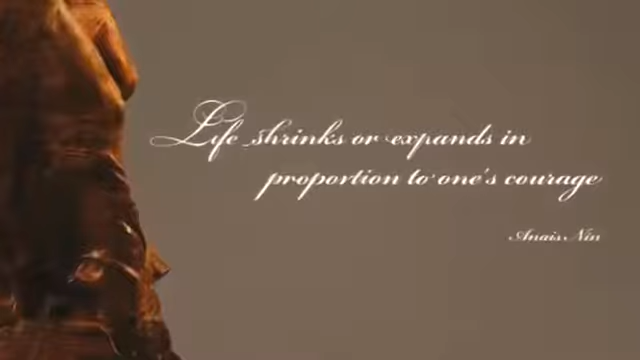 Life shrinks or expands in
proportion to one's courage
Anais Nin